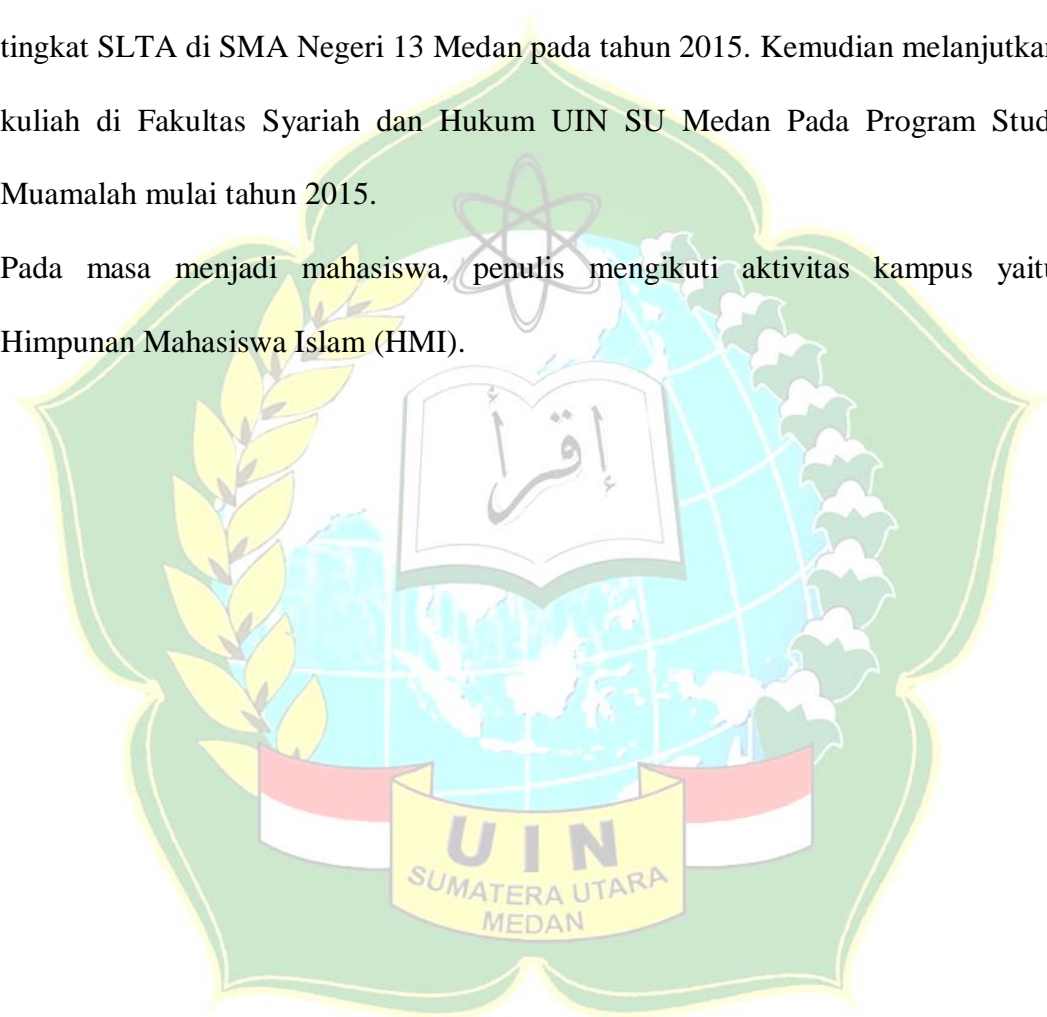 tingkat SLTA di SMA Negeri 13 Medan pada tahun 2015. Kemudian melanjutkan
kuliah di Fakultas Syariah dan Hukum UIN SU Medan Pada Program Stud
Muamalah mulai tahun 2015.
Pada masa menjadi mahasiswa, penulis mengikuti aktivitas kampus yaitu
Himpunan Mahasiswa Islam (HMI).
إقرأ
UIN
SUMATERA UTARA
MEDAN